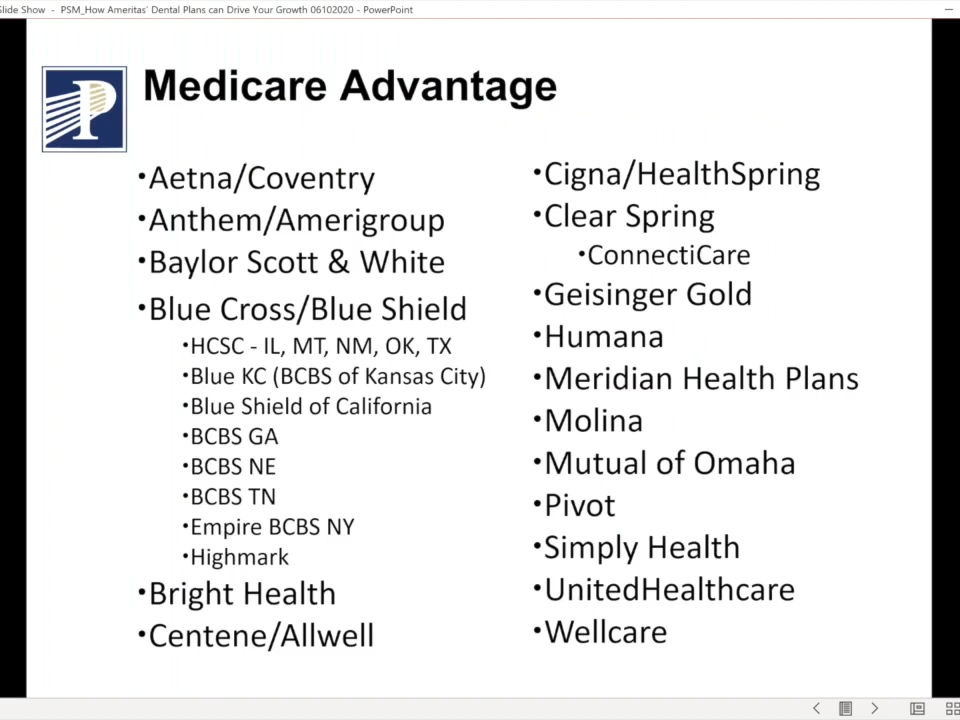 Slide Show - PSM_How Ameritas' Dental Plans can Drive Your Growth 06102020 - PowerPoint
P
Medicare Advantage
•Aetna/Coventry
•Anthem/Amerigroup
•Baylor Scott & White
•Blue Cross/Blue Shield
•HCSC - IL, MT, NM, OK, TX
•Blue KC (BCBS of Kansas City)
•Blue Shield of California
•BCBS GA
•BCBS NE
•BCBS TN
•Empire BCBS NY
•Highmark
•Bright Health
•Centene/Allwell
•Cigna/HealthSpring
•Clear Spring
•ConnectiCare
•Geisinger Gold
•Humana
•Meridian Health Plans
•Molina
•Mutual of Omaha
•Pivot
•Simply Health
•UnitedHealthcare
•Wellcare